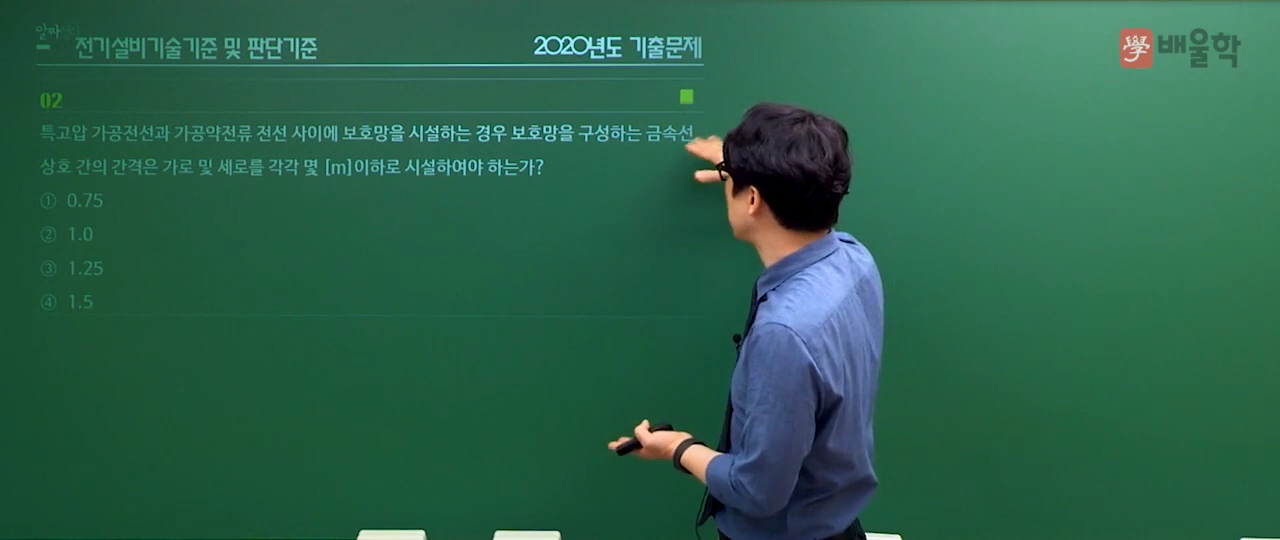 전기설비기술기준 및 판단기준
2020년도 기출문제
學 배울학
02
특고압 가공전선과 가공약전류 전선 사이에 보호망을 시설하는 경우 보호망을 구성하는 금속선
상호 간의 간격은 가로 및 세로를 각각 몇 [m]이하로 시설하여야 하는가?
① 0.75
② 1.0
③ 1.25
④ 1.5